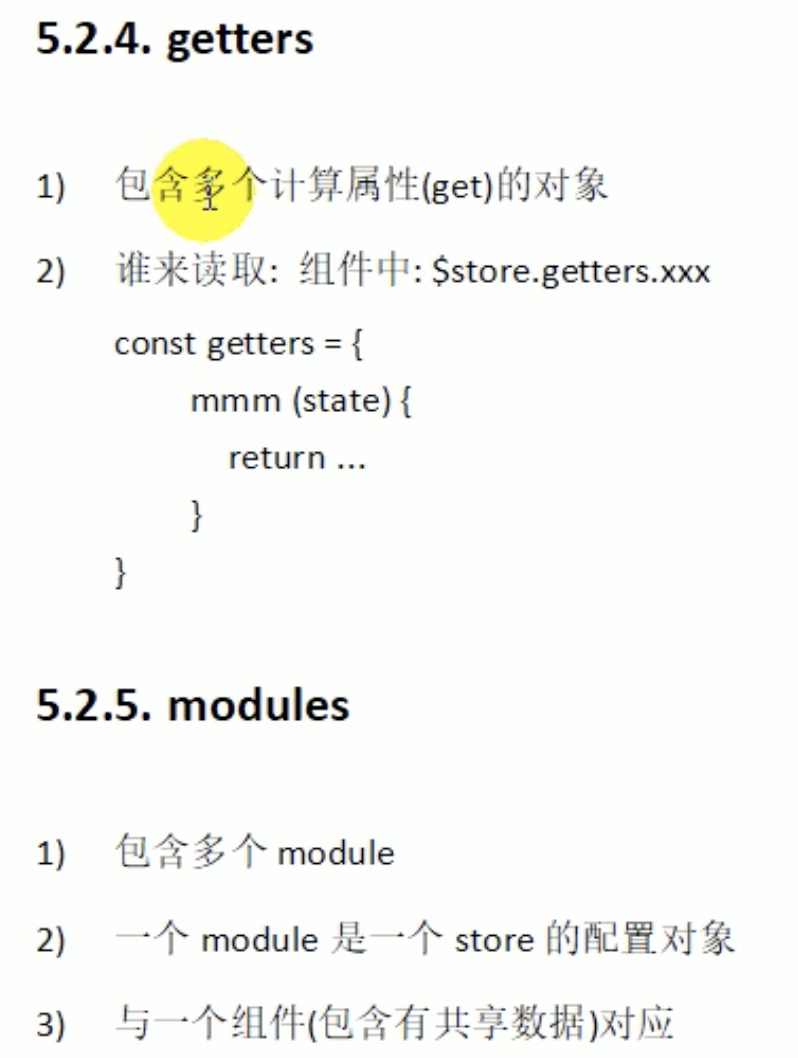 5.2.4. getters
1) 包含多个计算属性(get)的对象
2) 谁来读取: 组件中: $store.getters.xxx
const getters = {
mmm (state) {
return ...
}
}
5.2.5. modules
1) 包含多个 module
2) 一个 module 是一个 store 的配置对象
3) 与一个组件(包含有共享数据)对应